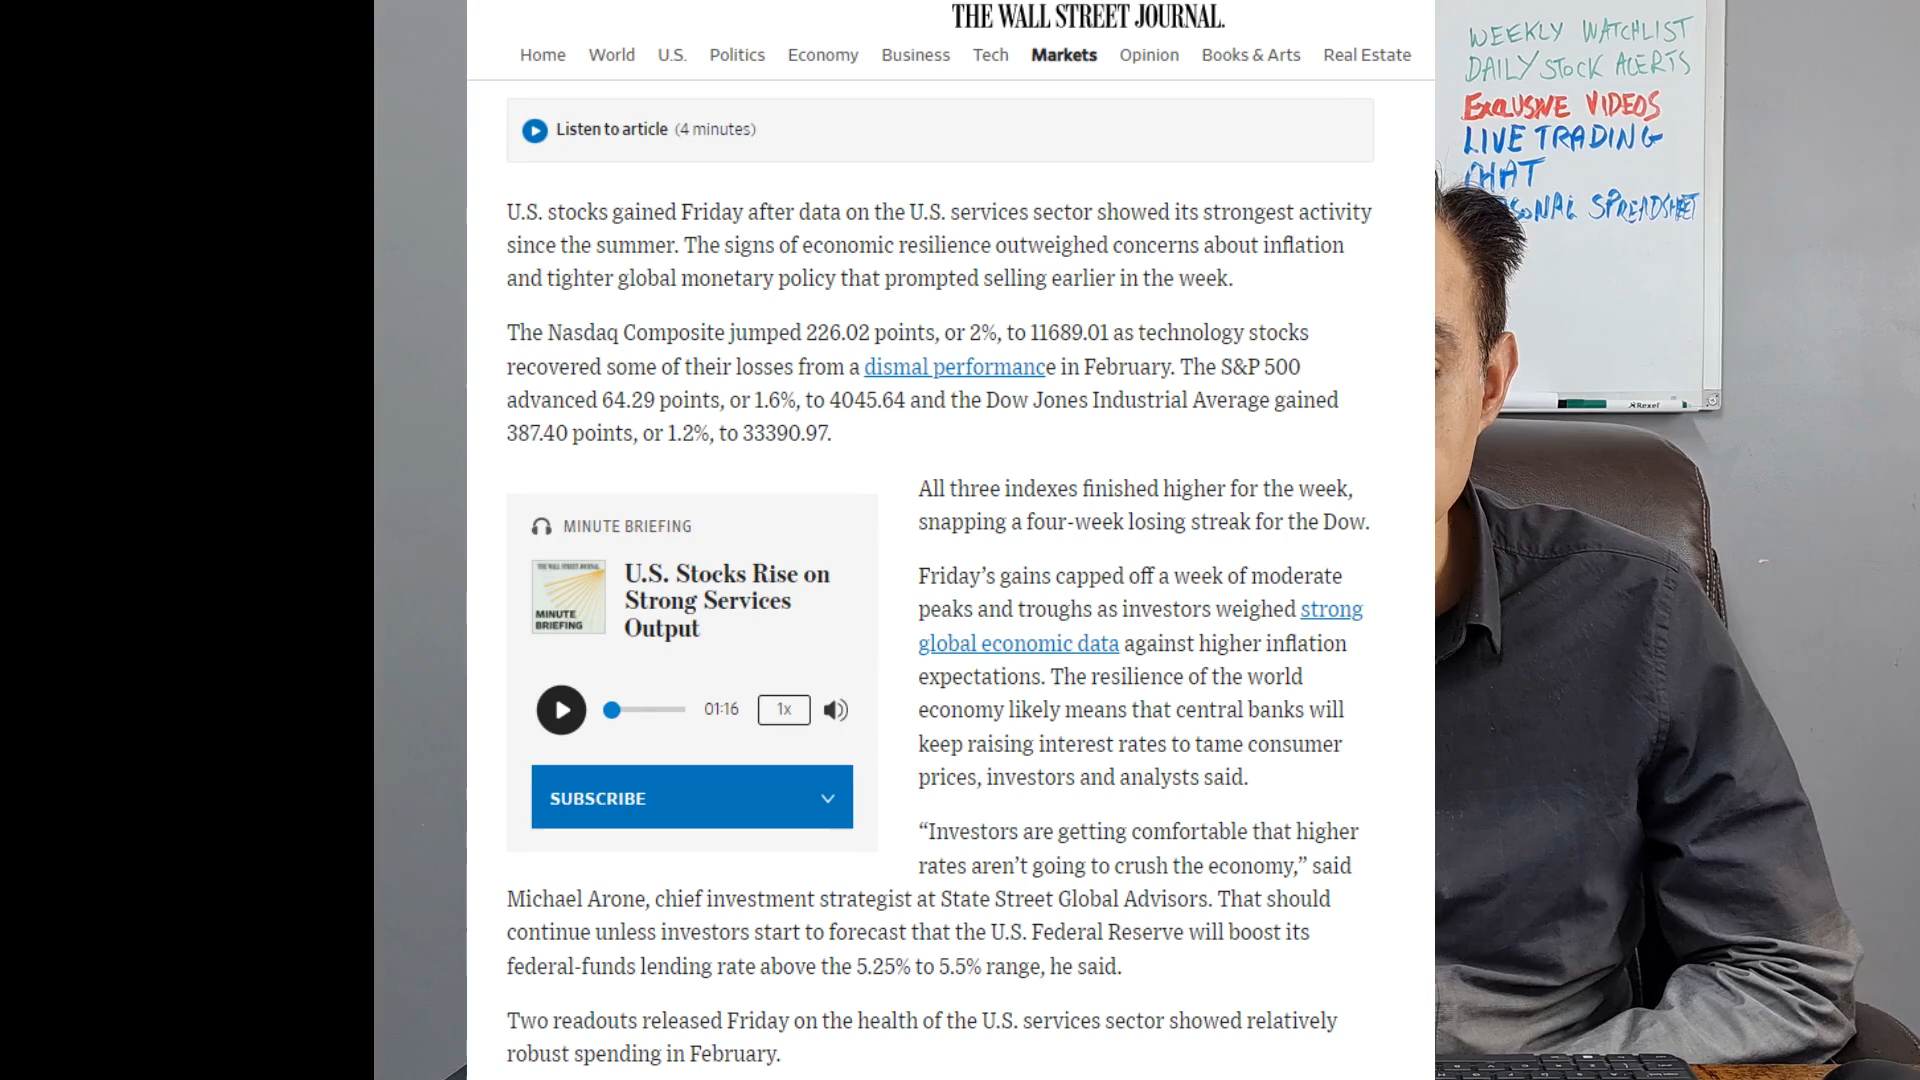 THE WALL STREET JOURNAL.
Home World U.S. Politics Economy Business Tech Markets Opinion Books & Arts Real Estate
Listen to article (4 minutes)
U.S. stocks gained Friday after data on the U.S. services sector showed its strongest activity
since the summer. The signs of economic resilience outweighed concerns about inflation
and tighter global monetary policy that prompted selling earlier in the week.
The Nasdaq Composite jumped 226.02 points, or 2%, to 11689.01 as technology stocks
recovered some of their losses from a dismal performance in February. The S&P 500
advanced 64.29 points, or 1.6%, to 4045.64 and the Dow Jones Industrial Average gained
387.40 points, or 1.2%, to 33390.97.
MINUTE BRIEFING
THE WALL STREET JOURNAL.
MINUTE
BRIEFING
U.S. Stocks Rise on
Strong Services
Output
01:16 1x
SUBSCRIBE
All three indexes finished higher for the week,
snapping a four-week losing streak for the Dow.
Friday’s gains capped off a week of moderate
peaks and troughs as investors weighed strong
global economic data against higher inflation
expectations. The resilience of the world
economy likely means that central banks will
keep raising interest rates to tame consumer
prices, investors and analysts said.
“Investors are getting comfortable that higher
rates aren’t going to crush the economy,” said
Michael Arone, chief investment strategist at State Street Global Advisors. That should
continue unless investors start to forecast that the U.S. Federal Reserve will boost its
federal-funds lending rate above the 5.25% to 5.5% range, he said.
Two readouts released Friday on the health of the U.S. services sector showed relatively
robust spending in February.
WEEKLY WATCHLIST
DAILY STOCK ALERTS
EXCLUSIVE VIDEOS
LIVE TRADING
CHAT
SPREADSHEET
Rexel